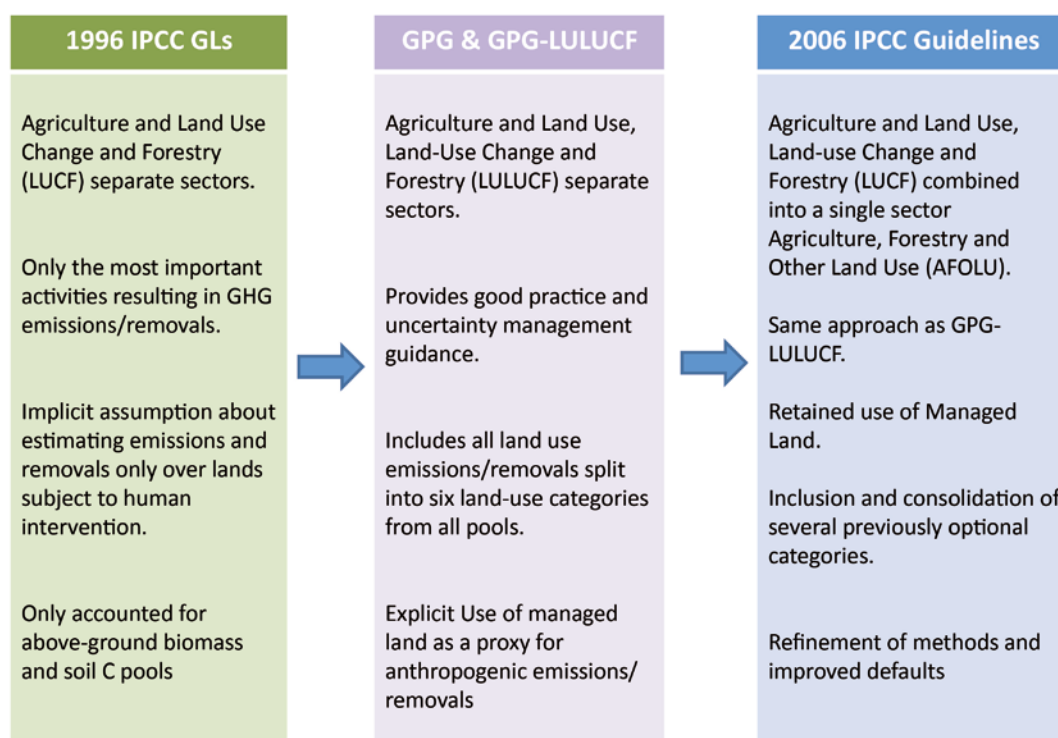 1996 IPCC GLs
Agriculture and Land Use
Change and Forestry
(LUCF) separate sectors.
Only the most important
activities resulting in GHG
emissions/removals.
Implicit assumption about
estimating emissions and
removals only over lands
subject to human
intervention.
Only accounted for
above-ground biomass
and soil C pools
GPG & GPG-LULUCF
Agriculture and Land Use,
Land-Use Change and
Forestry (LULUCF) separate
sectors.
Provides good practice and
uncertainty management
guidance.
Includes all land use
emissions/removals split
into six land-use categories
from all pools.
Explicit Use of managed
land as a proxy for
anthropogenic emissions/
removals
2006 IPCC Guidelines
Agriculture and Land Use,
Land-use Change and
Forestry (LUCF) combined
into a single sector
Agriculture, Forestry and
Other Land Use (AFOLU).
Same approach as GPG-
LULUCF.
Retained use of Managed
Land.
Inclusion and consolidation of
several previously optional
categories.
Refinement of methods and
improved defaults